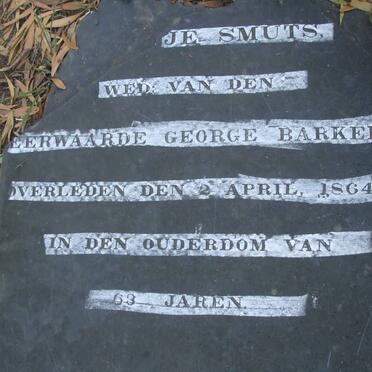 JE. SMUTS.
WED. VAN DEN
EERWAARDE GEORGE BARKER
OVERLEDEN DEN 2 APRIL, 1864
IN DEN OUDERDOM VAN
63 JAREN.